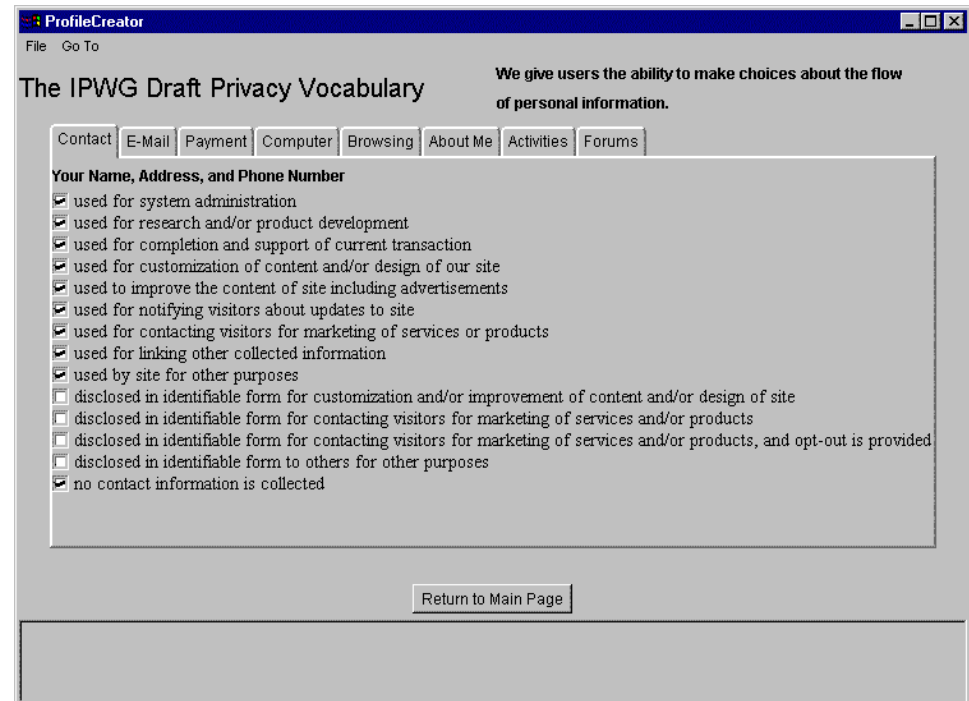 ProfileCreator
File Go To
The IPWG Draft Privacy Vocabulary
We give users the ability to make choices about the flow
of personal information.
Contact E-Mail Payment Computer Browsing About Me Activities Forums
Your Name, Address, and Phone Number
used for system administration
used for research and/or product development
used for completion and support of current transaction
used for customization of content and/or design of our site
used to improve the content of site including advertisements
used for notifying visitors about updates to site
used for contacting visitors for marketing of services or products
used for linking other collected information
used by site for other purposes
disclosed in identifiable form for customization and/or improvement of content and/or design of site
disclosed in identifiable form for contacting visitors for marketing of services and/or products
disclosed in identifiable form for contacting visitors for marketing of services and/or products, and opt-out is provided
disclosed in identifiable form to others for other purposes
no contact information is collected
Return to Main Page